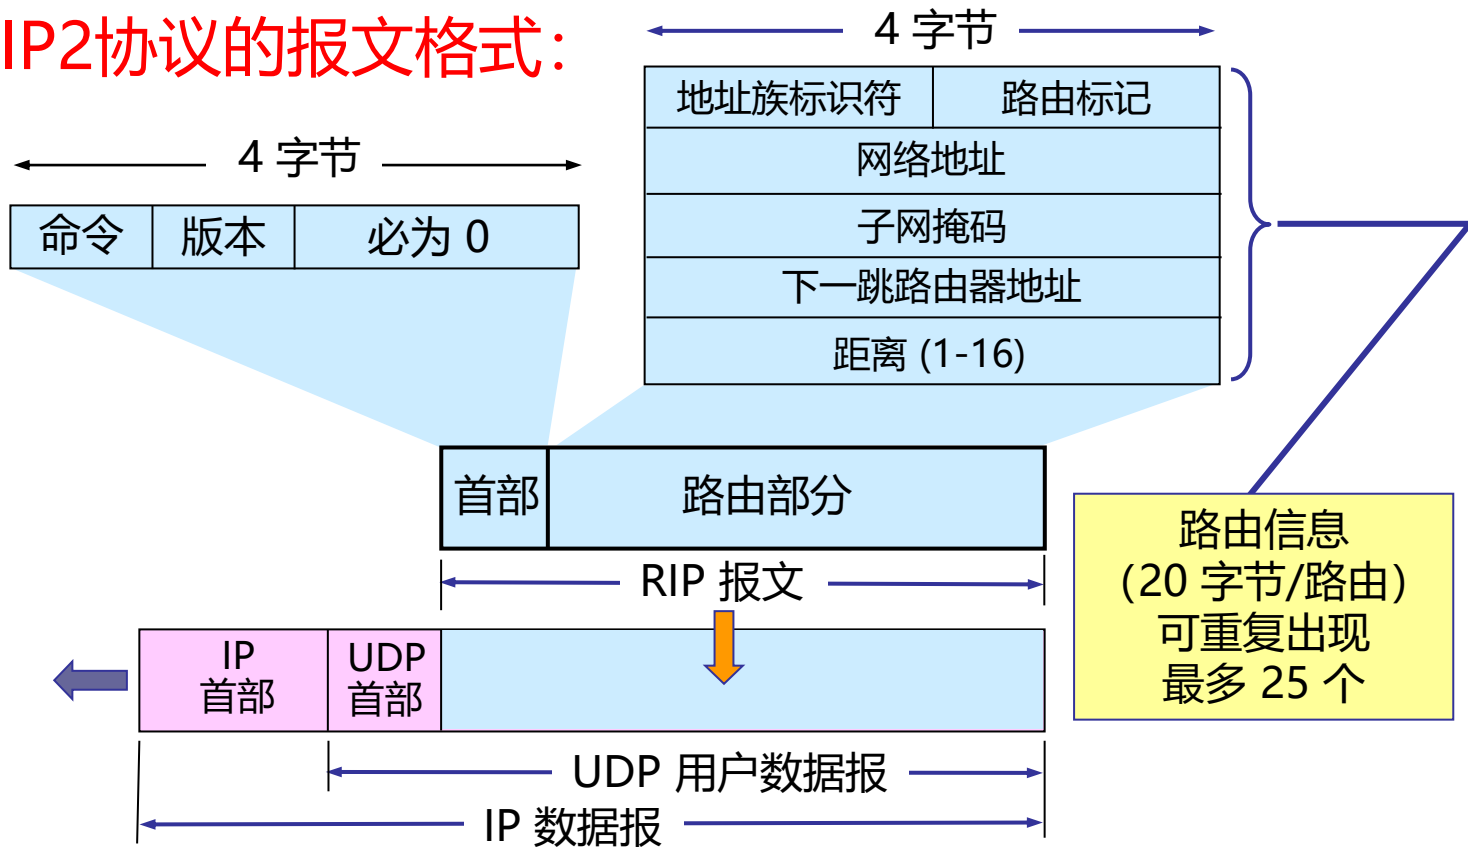 IP2协议的报文格式：
4 字节
地址族标识符 路由标记
网络地址
子网掩码
下一跳路由器地址
距离 (1-16)
4 字节
命令 版本 必为 0
首部 路由部分
RIP 报文
路由信息
（20 字节/路由）
可重复出现
最多 25 个
IP
首部
UDP
首部
UDP 用户数据报
IP 数据报